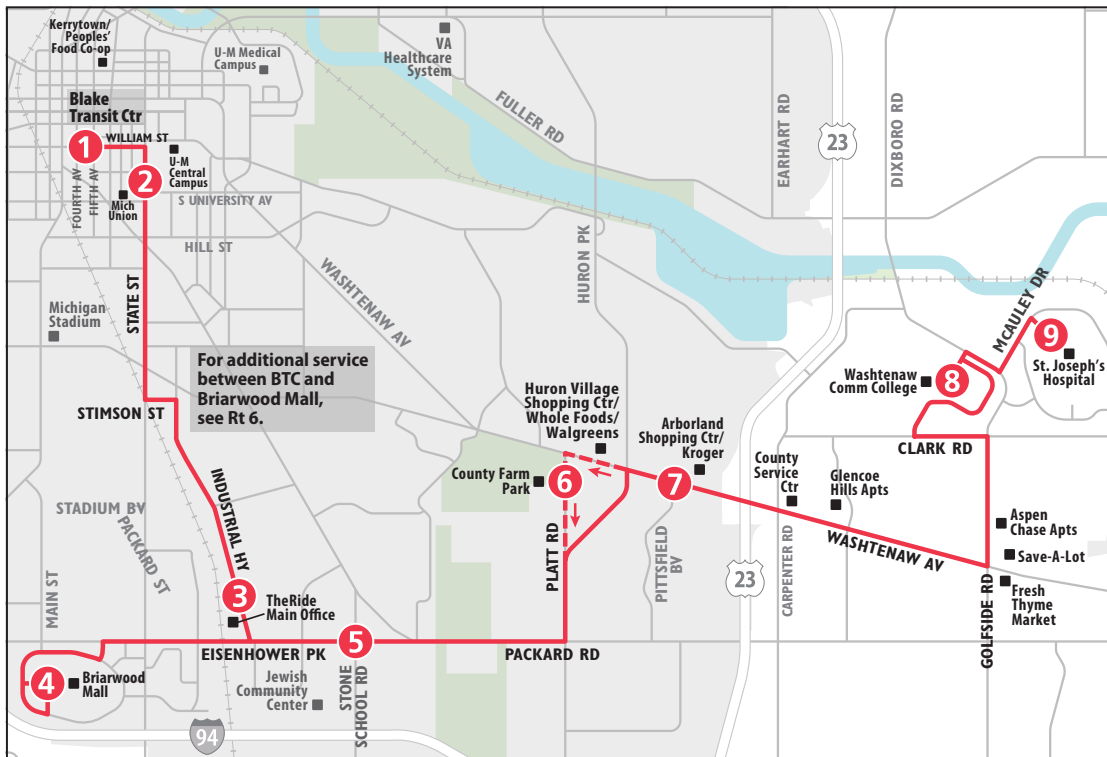 Kerrytown/
Peoples'
Food Co-op
U-M Medical
Campus
VA
Healthcare
System
Blake
Transit Ctr
1
WILLIAM ST
2
U-M
Central
Campus
FOURTH AV
FIFTH AV
Mich
Union
S UNIVERSITY AV
HILL ST
FULLER RD
EARHART RD
23
DIXBORO RD
HURON PK
WASHTENAW AV
STATE ST
Michigan
Stadium
For additional service
between BTC and
Briarwood Mall,
see Rt 6.
STIMSON ST
McAULEY DR
9
St. Joseph's
Hospital
Washtenaw
Comm College
8
CLARK RD
Huron Village
Shopping Ctr/
Whole Foods/
Walgreens
Arborland
Shopping Ctr/
Kroger
County Farm
Park
6
7
County
Service
Ctr
Glencoe
Hills Apts
WASHTENAW AV
Aspen
Chase Apts
Save-A-Lot
Fresh
Thyme
Market
STADIUM BV
PACKARD ST
INDUSTRIAL HY
MAIN ST
PLATT RD
PITTSFIELD
BV
23
CARPENTER RD
GOLFSIDE RD
3
TheRide
Main Office
5
EISENHOWER PK
PACKARD RD
4
Briarwood
Mall
Jewish
Community
Center
STONE
SCHOOL RD
94